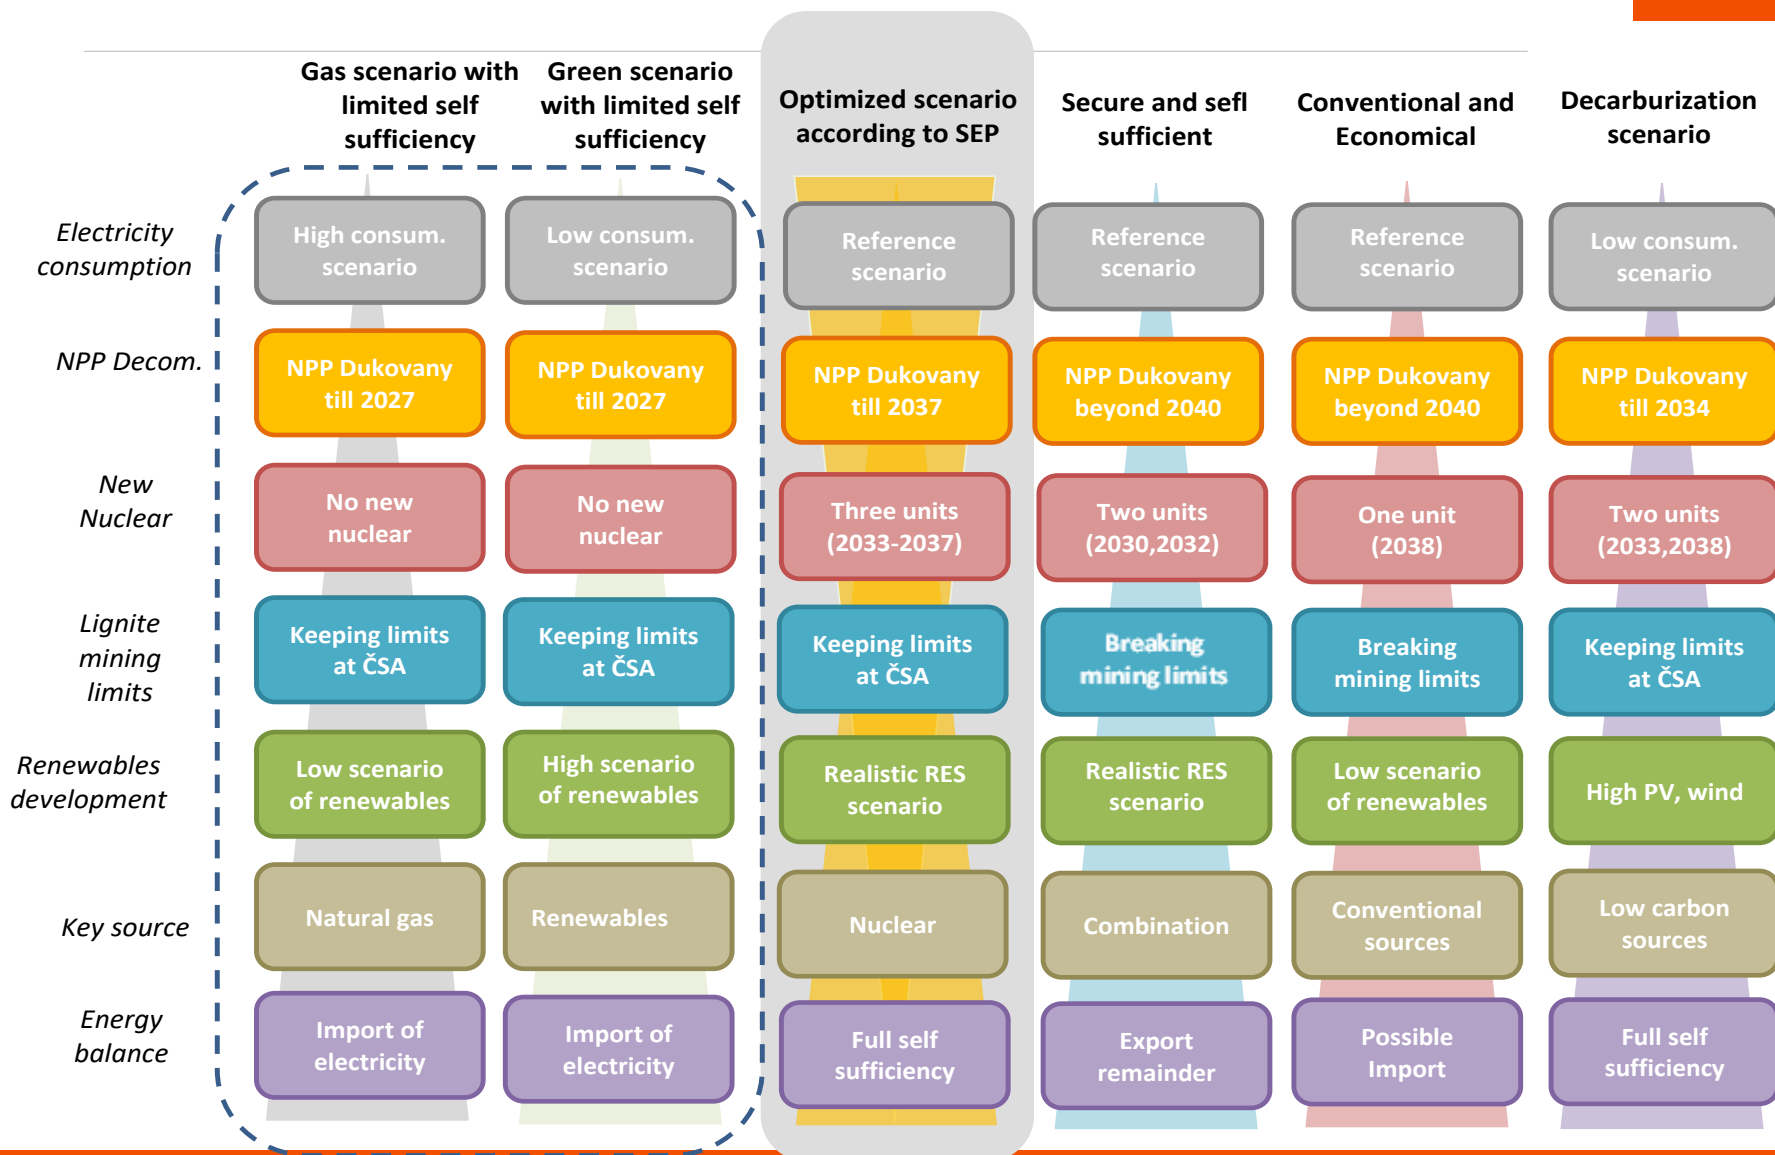 Gas scenario with
limited self
sufficiency
Green scenario
with limited self
sufficiency
Optimized scenario
according to SEP
Secure and sefl
sufficient
Conventional and
Economical
Decarburization
scenario
Electricity
consumption
High consum.
scenario
Low consum.
scenario
Reference
scenario
Reference
scenario
Reference
scenario
Low consum.
scenario
NPP Decom.
NPP Dukovany
till 2027
NPP Dukovany
till 2027
NPP Dukovany
till 2037
NPP Dukovany
beyond 2040
NPP Dukovany
beyond 2040
NPP Dukovany
till 2034
New
Nuclear
No new
nuclear
No new
nuclear
Three units
(2033-2037)
Two units
(2030,2032)
One unit
(2038)
Two units
(2033,2038)
Lignite
mining
limits
Keeping limits
at ČSA
Keeping limits
at ČSA
Keeping limits
at ČSA
Breaking
mining limits
Breaking
mining limits
Keeping limits
at ČSA
Renewables
development
Low scenario
of renewables
High scenario
of renewables
Realistic RES
scenario
Realistic RES
scenario
Low scenario
of renewables
High PV, wind
Key source
Natural gas
Renewables
Nuclear
Combination
Conventional
sources
Low carbon
sources
Energy
balance
Import of
electricity
Import of
electricity
Full self
sufficiency
Export
remainder
Possible
Import
Full self
sufficiency